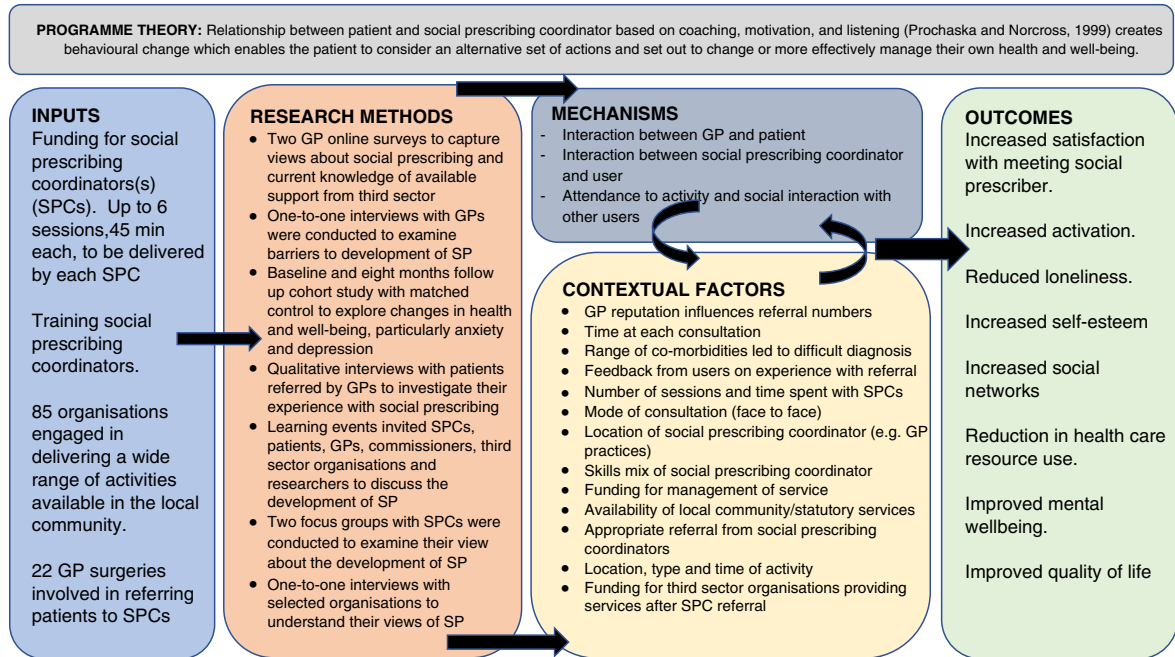 PROGRAMME THEORY: Relationship between patient and social prescribing coordinator based on coaching, motivation, and listening (Prochaska and Norcross, 1999) creates
behavioural change which enables the patient to consider an alternative set of actions and set out to change or more effectively manage their own health and well-being.
INPUTS
Funding for social
prescribing
coordinators(s)
(SPCs). Up to 6
sessions,45 min
each, to be delivered
by each SPC
Training social
prescribing
coordinators.
85 organisations
engaged in
delivering a wide
range of activities
available in the local
community.
22 GP surgeries
involved in referring
patients to SPCs
RESEARCH METHODS
● Two GP online surveys to capture
views about social prescribing and
current knowledge of available
support from third sector
● One-to-one interviews with GPs
were conducted to examine
barriers to development of SP
● Baseline and eight months follow
up cohort study with matched
control to explore changes in health
and well-being, particularly anxiety
and depression
● Qualitative interviews with patients
referred by GPs to investigate their
experience with social prescribing
● Learning events invited SPCs,
patients, GPs, commissioners, third
sector organisations and
researchers to discuss the
development of SP
● Two focus groups with SPCs were
conducted to examine their view
about the development of SP
● One-to-one interviews with
selected organisations to
understand their views of SP
MECHANISMS
- Interaction between GP and patient
- Interaction between social prescribing coordinator
and user
- Attendance to activity and social interaction with
other users
CONTEXTUAL FACTORS
● GP reputation influences referral numbers
● Time at each consultation
● Range of co-morbidities led to difficult diagnosis
● Feedback from users on experience with referral
● Number of sessions and time spent with SPCs
● Mode of consultation (face to face)
● Location of social prescribing coordinator (e.g. GP
practices)
● Skills mix of social prescribing coordinator
● Funding for management of service
● Availability of local community/statutory services
● Appropriate referral from social prescribing
coordinators
● Location, type and time of activity
● Funding for third sector organisations providing
services after SPC referral
OUTCOMES
Increased satisfaction
with meeting social
prescriber.
Increased activation.
Reduced loneliness.
Increased self-esteem
Increased social
networks
Reduction in health care
resource use.
Improved mental
wellbeing.
Improved quality of life